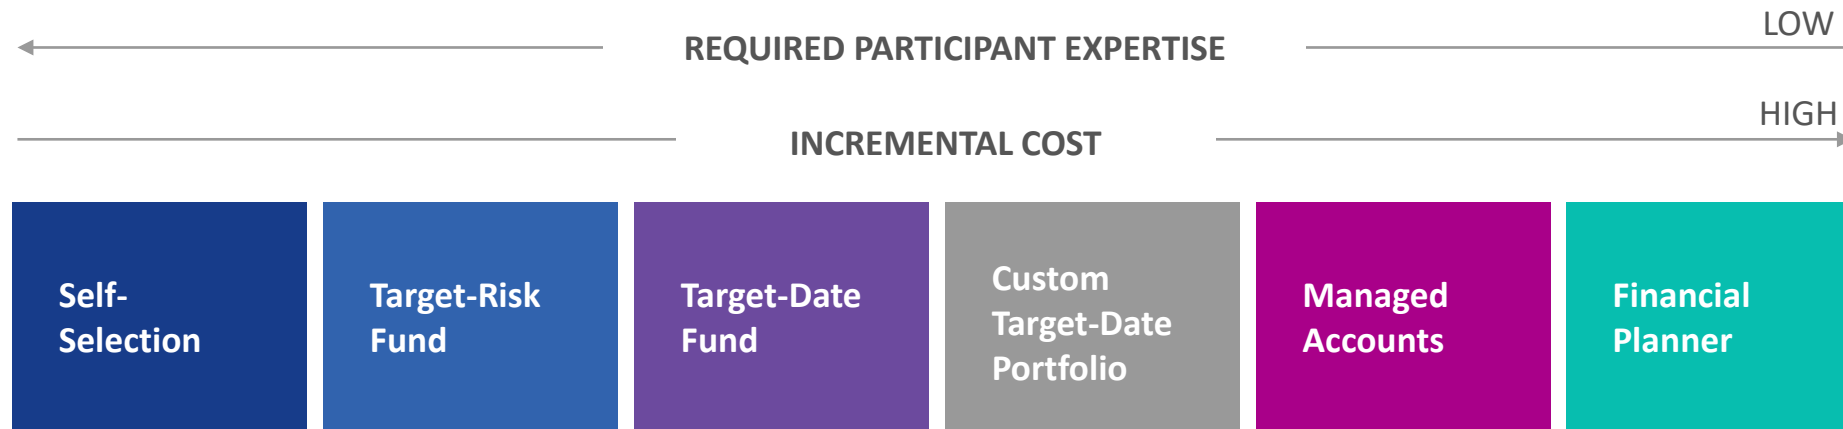 LOW
REQUIRED PARTICIPANT EXPERTISE
HIGH
INCREMENTAL COST
Self-
Selection
Target-Risk
Fund
Target-Date
Fund
Custom
Target-Date
Portfolio
Managed
Accounts
Financial
Planner